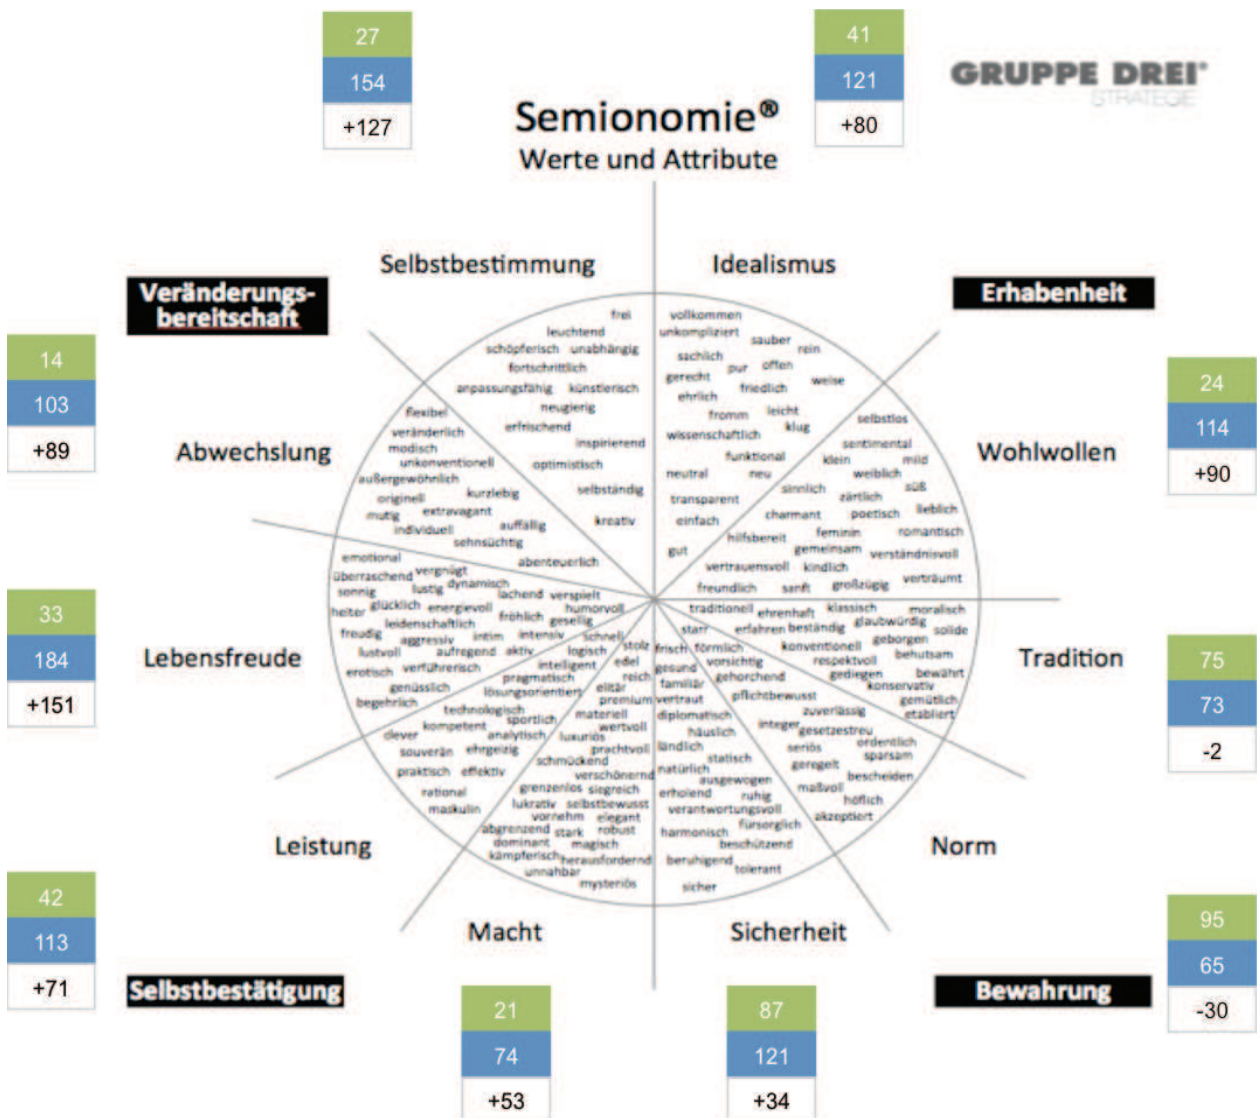 27
154
+127
41
121
+80
GRUPPE DREI®
STRATEGIE
Semionomie®
Werte und Attribute
Selbstbestimmung
Idealismus
Veränderungs-
bereitschaft
Erhabenheit
14
103
+89
24
114
+90
Abwechslung
Wohlwollen
33
184
+151
Lebensfreude
Tradition
75
73
-2
Leistung
Norm
42
113
+71
Macht
Sicherheit
95
65
-30
Selbstbestätigung
Bewahrung
21
74
+53
87
121
+34
frei
leuchtend
schöpferisch unabhängig
fortschrittlich
anpassungsfähig künstlerisch
neugierig
erfrischend
inspirierend
optimistisch
selbständig
kreativ
vollkommen
unkompliziert
sauber
sachlich
rein
pur offen
gerecht
friedlich
weise
ehrlich
fromm
leicht
klug
wissenschaftlich
funktional
neutral
neu
transparent
einfach
gut
selbstlos
sentimental
klein
mild
weiblich
sinnlich
süß
zärtlich
charmant
poetisch
lieblich
feminin
romantisch
hilfsbereit
gemeinsam
verständnisvoll
vertrauensvoll
kindlich
freundlich
sanft
großzügig
verträumt
flexibel
veränderlich
modisch
unkonventionell
außergewöhnlich
originell
kurzlebig
mutig
extravagant
individuell
auffällig
sehnsüchtig
abenteuerlich
emotional
überraschend
vergnügt
sonnig
lustig
dynamisch
lachend verspielt
heiter
glücklich
energievoll
humorvoll
leidenschaftlich
fröhlich
gesellig
freudig
aggressiv
intim
intensiv
schnell
lustvoll
aufregend
aktiv
logisch
erotisch
verführerisch
intelligent
genüsslich
pragmatisch
begehrlich
lösungsorientiert
technologisch
kompetent
sportlich
clever
analytisch
souverän
ehrgeizig
praktisch
effektiv
rational
maskulin
stolz
edel
reich
elitär
premium
materiell
wertvoll
luxuriös
prachtvoll
schmückend
verschönernd
grenzenlos
siegreich
lukrativ
selbstbewusst
vornehm
elegant
abgrenzend
stark
robust
dominant
magisch
kämpferisch
herausfordernd
unnahbar
mysteriös
frisch
gesund
familiär
vertraut
diplomatisch
häuslich
ländlich
statisch
natürlich
ausgewogen
erholend
ruhig
verantwortungsvoll
fürsorglich
harmonisch
beschützend
beruhigend
tolerant
sicher
förmlich
vorsichtig
gehorchend
pflichtbewusst
zuverlässig
integer
gesetzestreu
seriös
ordentlich
sparsam
geregelt
bescheiden
maßvoll
höflich
akzeptiert
traditionell
ehrenhaft
klassisch
moralisch
starr
erfahren
beständig
glaubwürdig
solide
konventionell
geborgen
respektvoll
behutsam
gediegen
bewährt
konservativ
gemütlich
etabliert